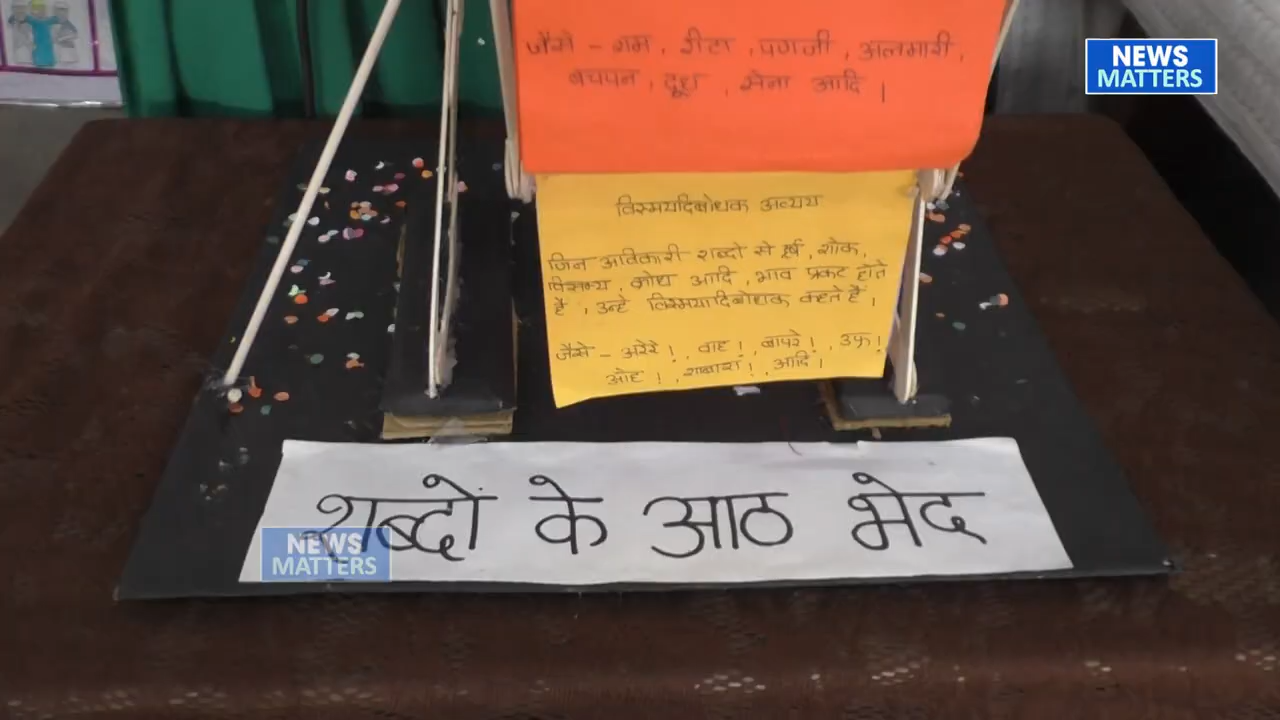 जैसे - राम, रीटा, पणजी, अलमारी,
बचपन, दूध, सेना आदि।
NEWS
MATTERS
विस्मयादिबोधक अव्यय
जिन अविकारी शब्दो से हर्ष, शोक,
विस्मय, क्रोध आदि, भाव प्रकट होते
है, उन्हे विस्मयादिबोधक कहते है।
जैसे - अरेरे!, वाह!, बापरे!, उफ!
ओह!, शाबास!, आदि।
शब्दों के आठ भेद
NEWS
MATTERS